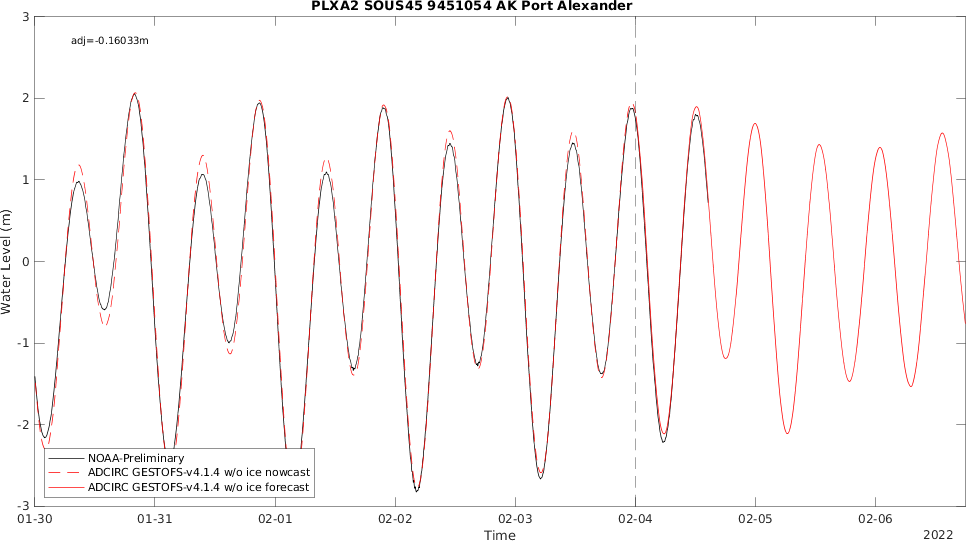 PLXA2 SOUS45 9451054 AK Port Alexander
adj=-0.16033m
3
2
1
0
-1
-2
-3
Water Level (m)
NOAA-Preliminary
ADCIRC GESTOFS-v4.1.4 w/o ice nowcast
ADCIRC GESTOFS-v4.1.4 w/o ice forecast
01-30 01-31 02-01 02-02 02-03 02-04 02-05 02-06
Time
2022